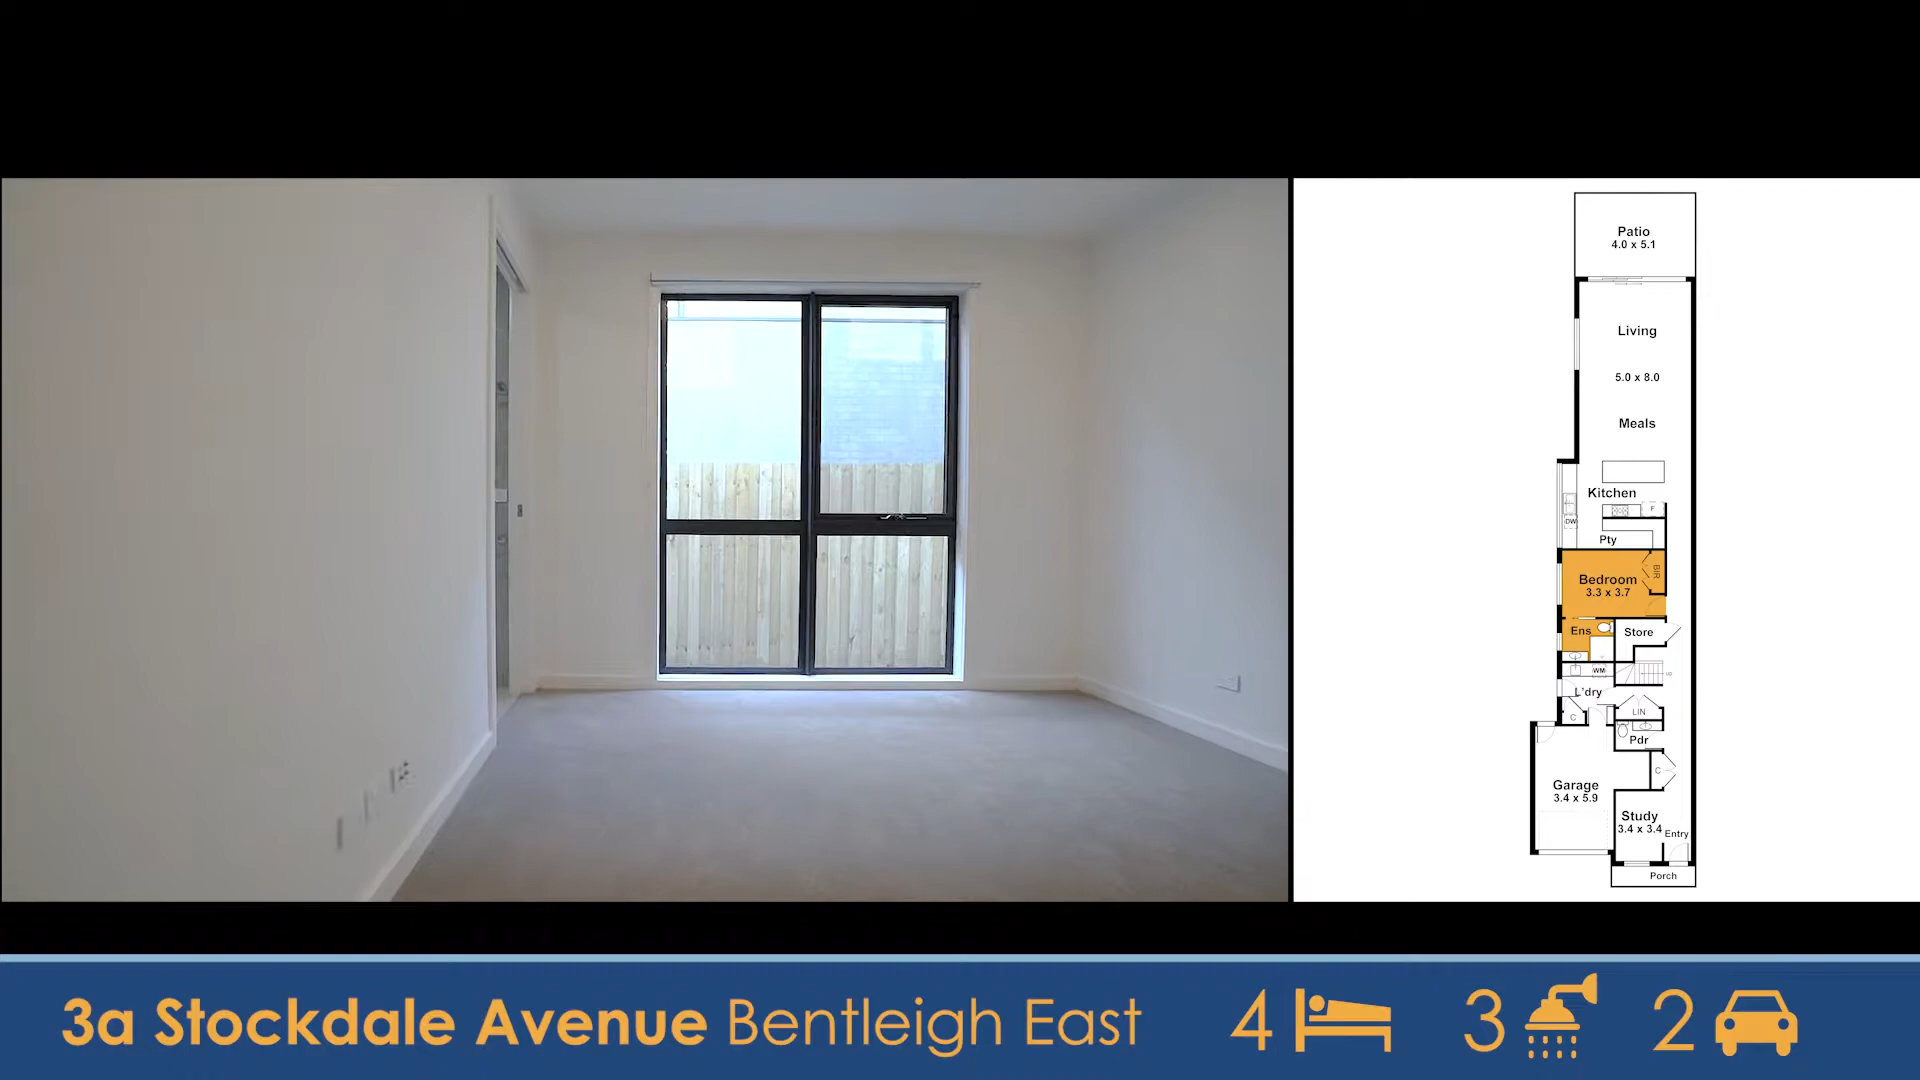 Patio
4.0 x 5.1
Living
5.0 x 8.0
Meals
Kitchen
F
DW
Pty
Bedroom
3.3 x 3.7
BIR
Ens
Store
WM
UP
L'dry
C
LIN
Pdr
C
Garage
3.4 x 5.9
Study
3.4 x 3.4
Entry
Porch
3a Stockdale Avenue Bentleigh East 4 3 2